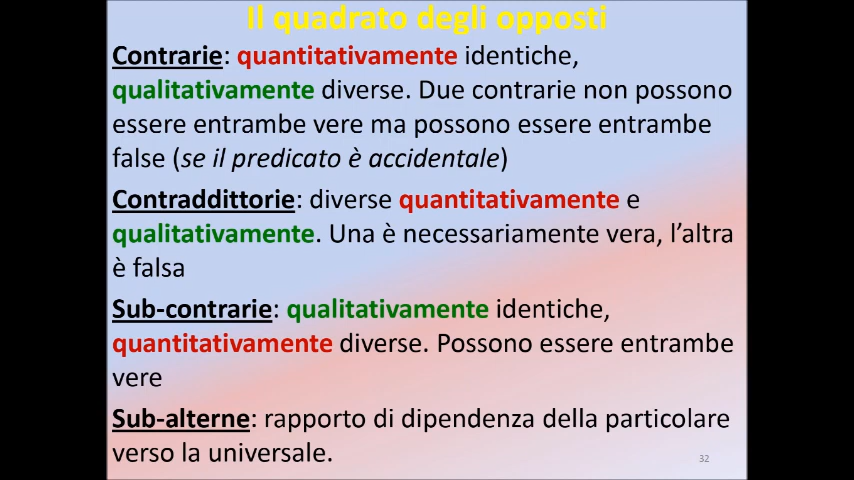 Il quadrato degli opposti
Contrarie: quantitativamente identiche,
qualitativamente diverse. Due contrarie non possono
essere entrambe vere ma possono essere entrambe
false (se il predicato è accidentale)
Contraddittorie: diverse quantitativamente e
qualitativamente. Una è necessariamente vera, l’altra
è falsa
Sub-contrarie: qualitativamente identiche,
quantitativamente diverse. Possono essere entrambe
vere
Sub-alterne: rapporto di dipendenza della particolare
verso la universale.
32